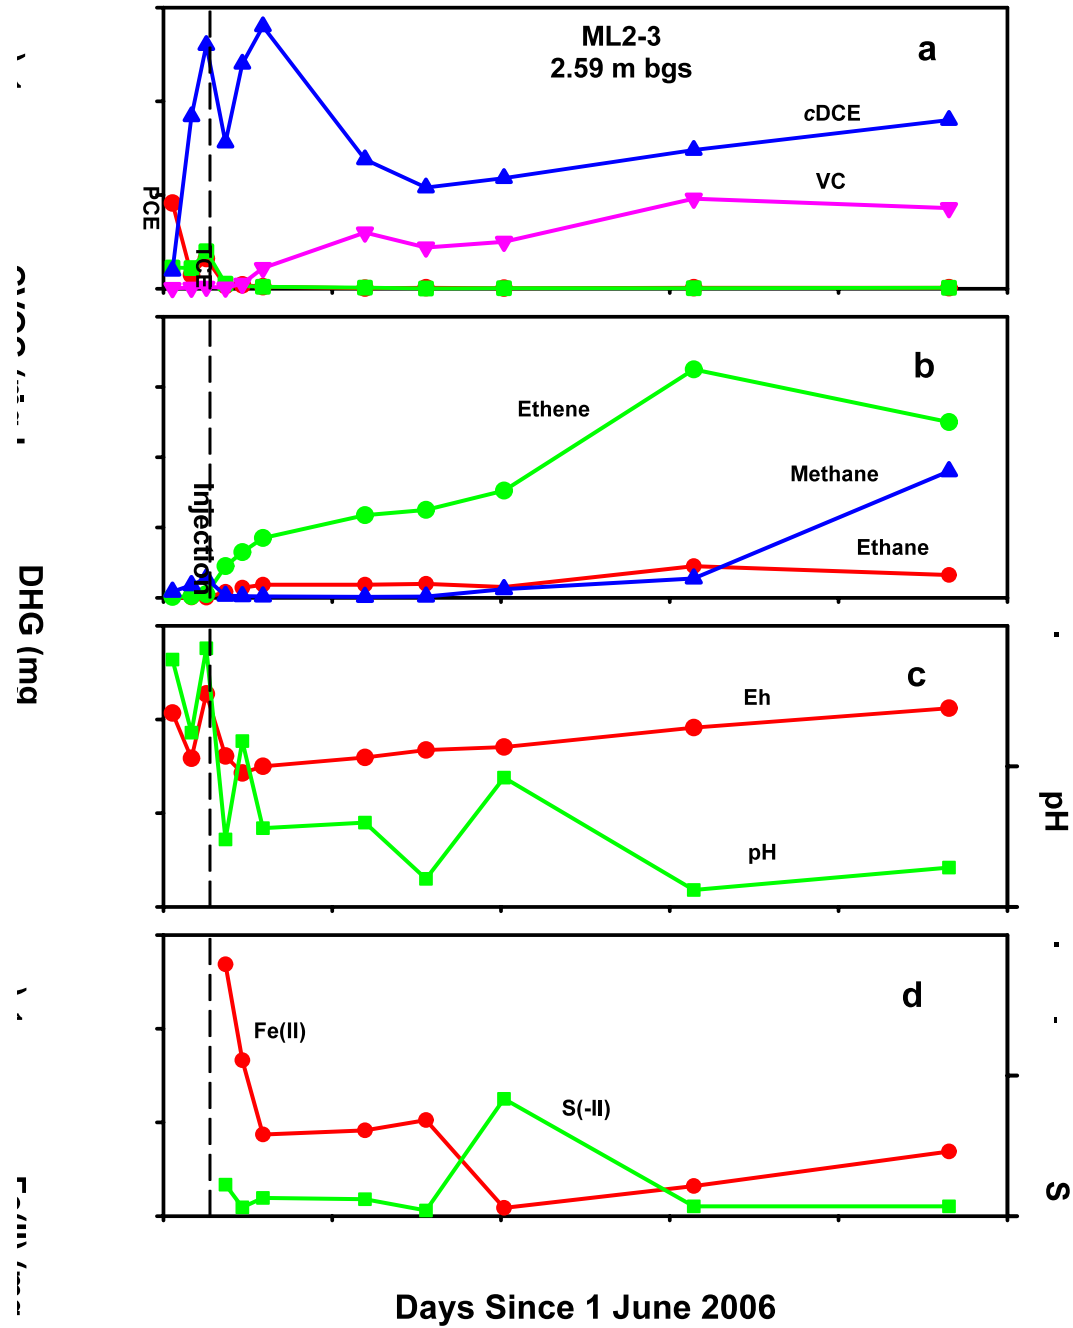 ML2-3
2.59 m bgs
a
cDCE
VC
PCE
TCE
b
Ethene
Methane
Ethane
Injection
DHG (mg
c
Eh
pH
pH
d
Fe(II)
S(-II)
S
Days Since 1 June 2006